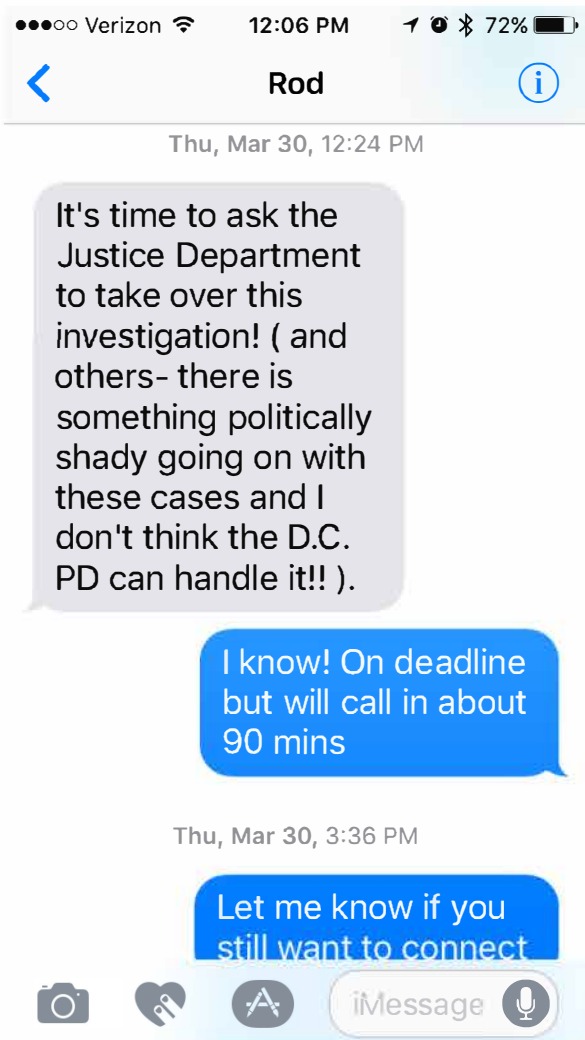 Verizon 12:06 PM 72%
Rod
Thu, Mar 30, 12:24 PM
It's time to ask the
Justice Department
to take over this
investigation! ( and
others- there is
something politically
shady going on with
these cases and I
don't think the D.C.
PD can handle it!! ).
I know! On deadline
but will call in about
90 mins
Thu, Mar 30, 3:36 PM
Let me know if you
still want to connect
iMessage